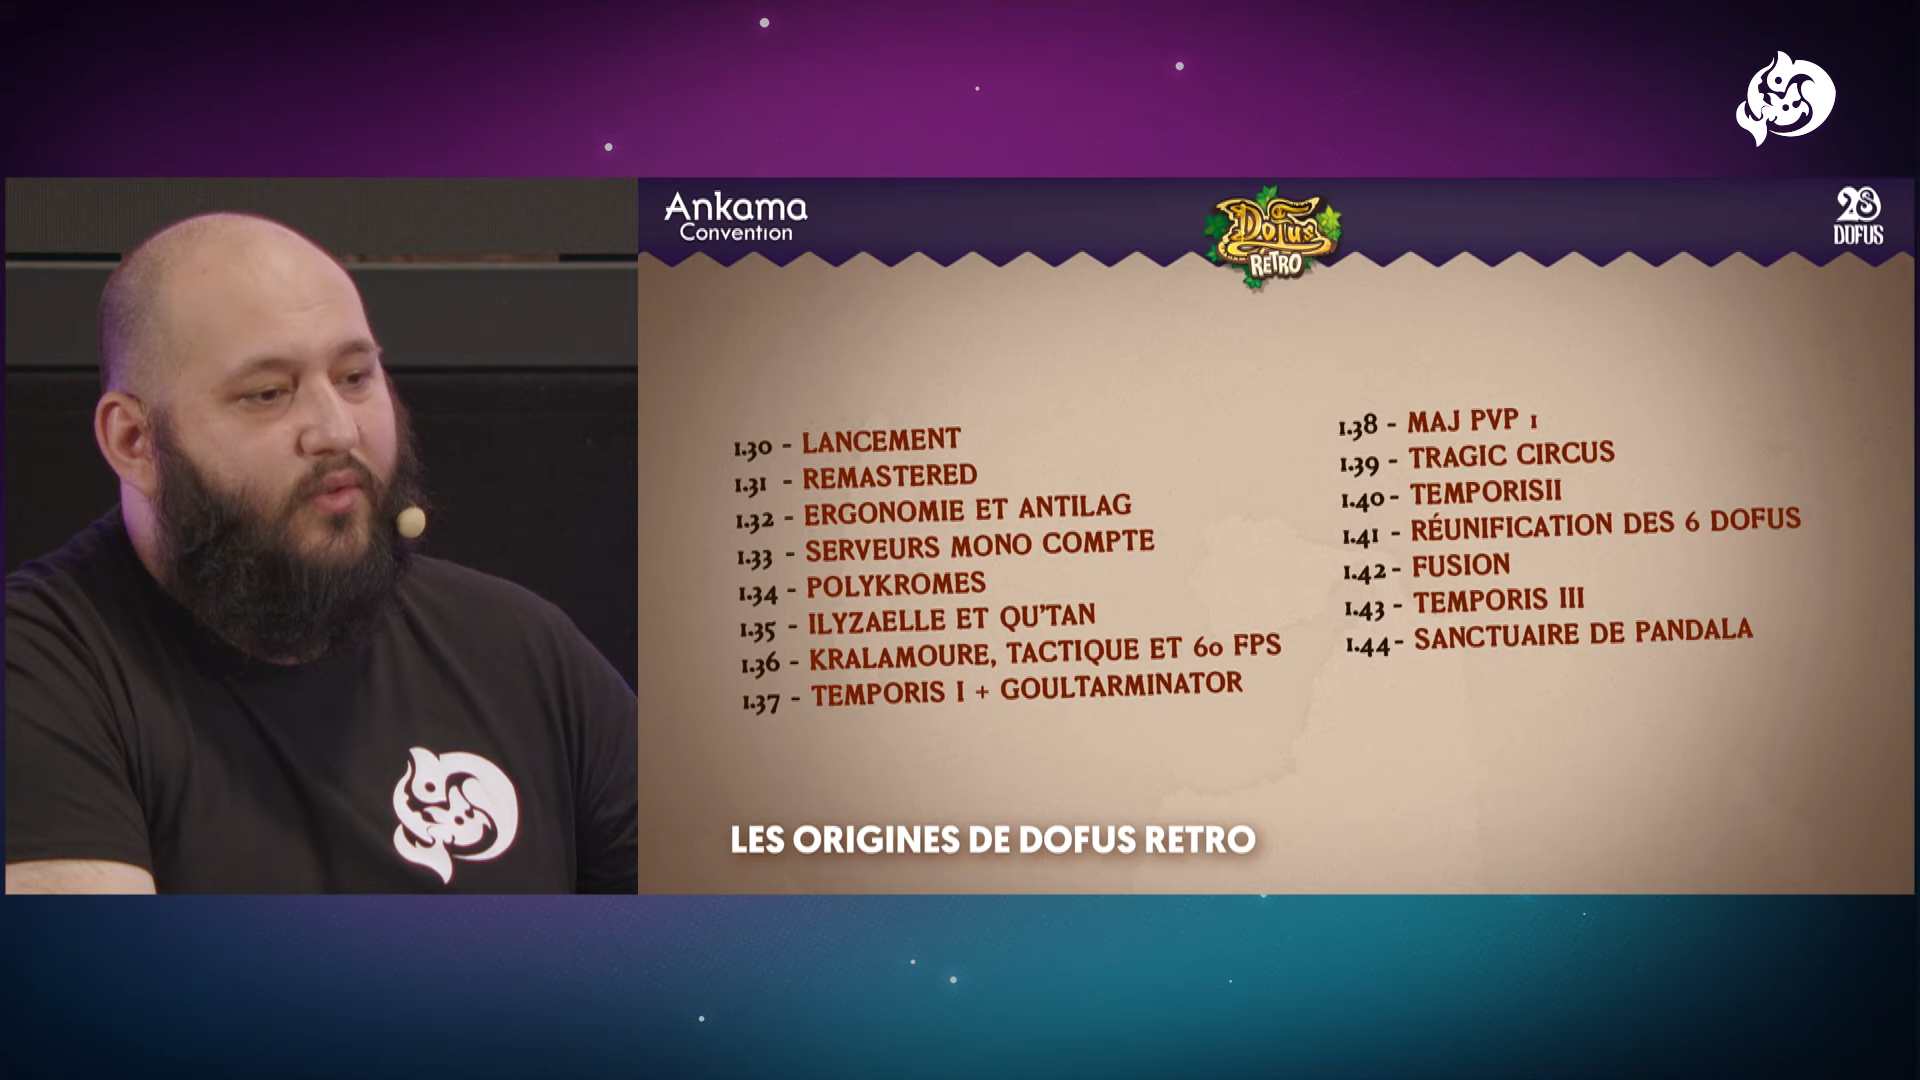 Ankama
Convention
DOFUS
RETRO
20
DOFUS
1.30 - LANCEMENT
1.31 - REMASTERED
1.32 - ERGONOMIE ET ANTILAG
1.33 - SERVEURS MONO COMPTE
1.34 - POLYKROMES
1.35 - ILYZAELLE ET QU'TAN
1.36 - KRALAMOURE, TACTIQUE ET 60 FPS
1.37 - TEMPORIS I + GOULTARMINATOR
1.38 - MAJ PVP 1
1.39 - TRAGIC CIRCUS
1.40 - TEMPORISII
1.41 - RÉUNIFICATION DES 6 DOFUS
1.42 - FUSION
1.43 - TEMPORIS III
1.44 - SANCTUAIRE DE PANDALA
LES ORIGINES DE DOFUS RETRO